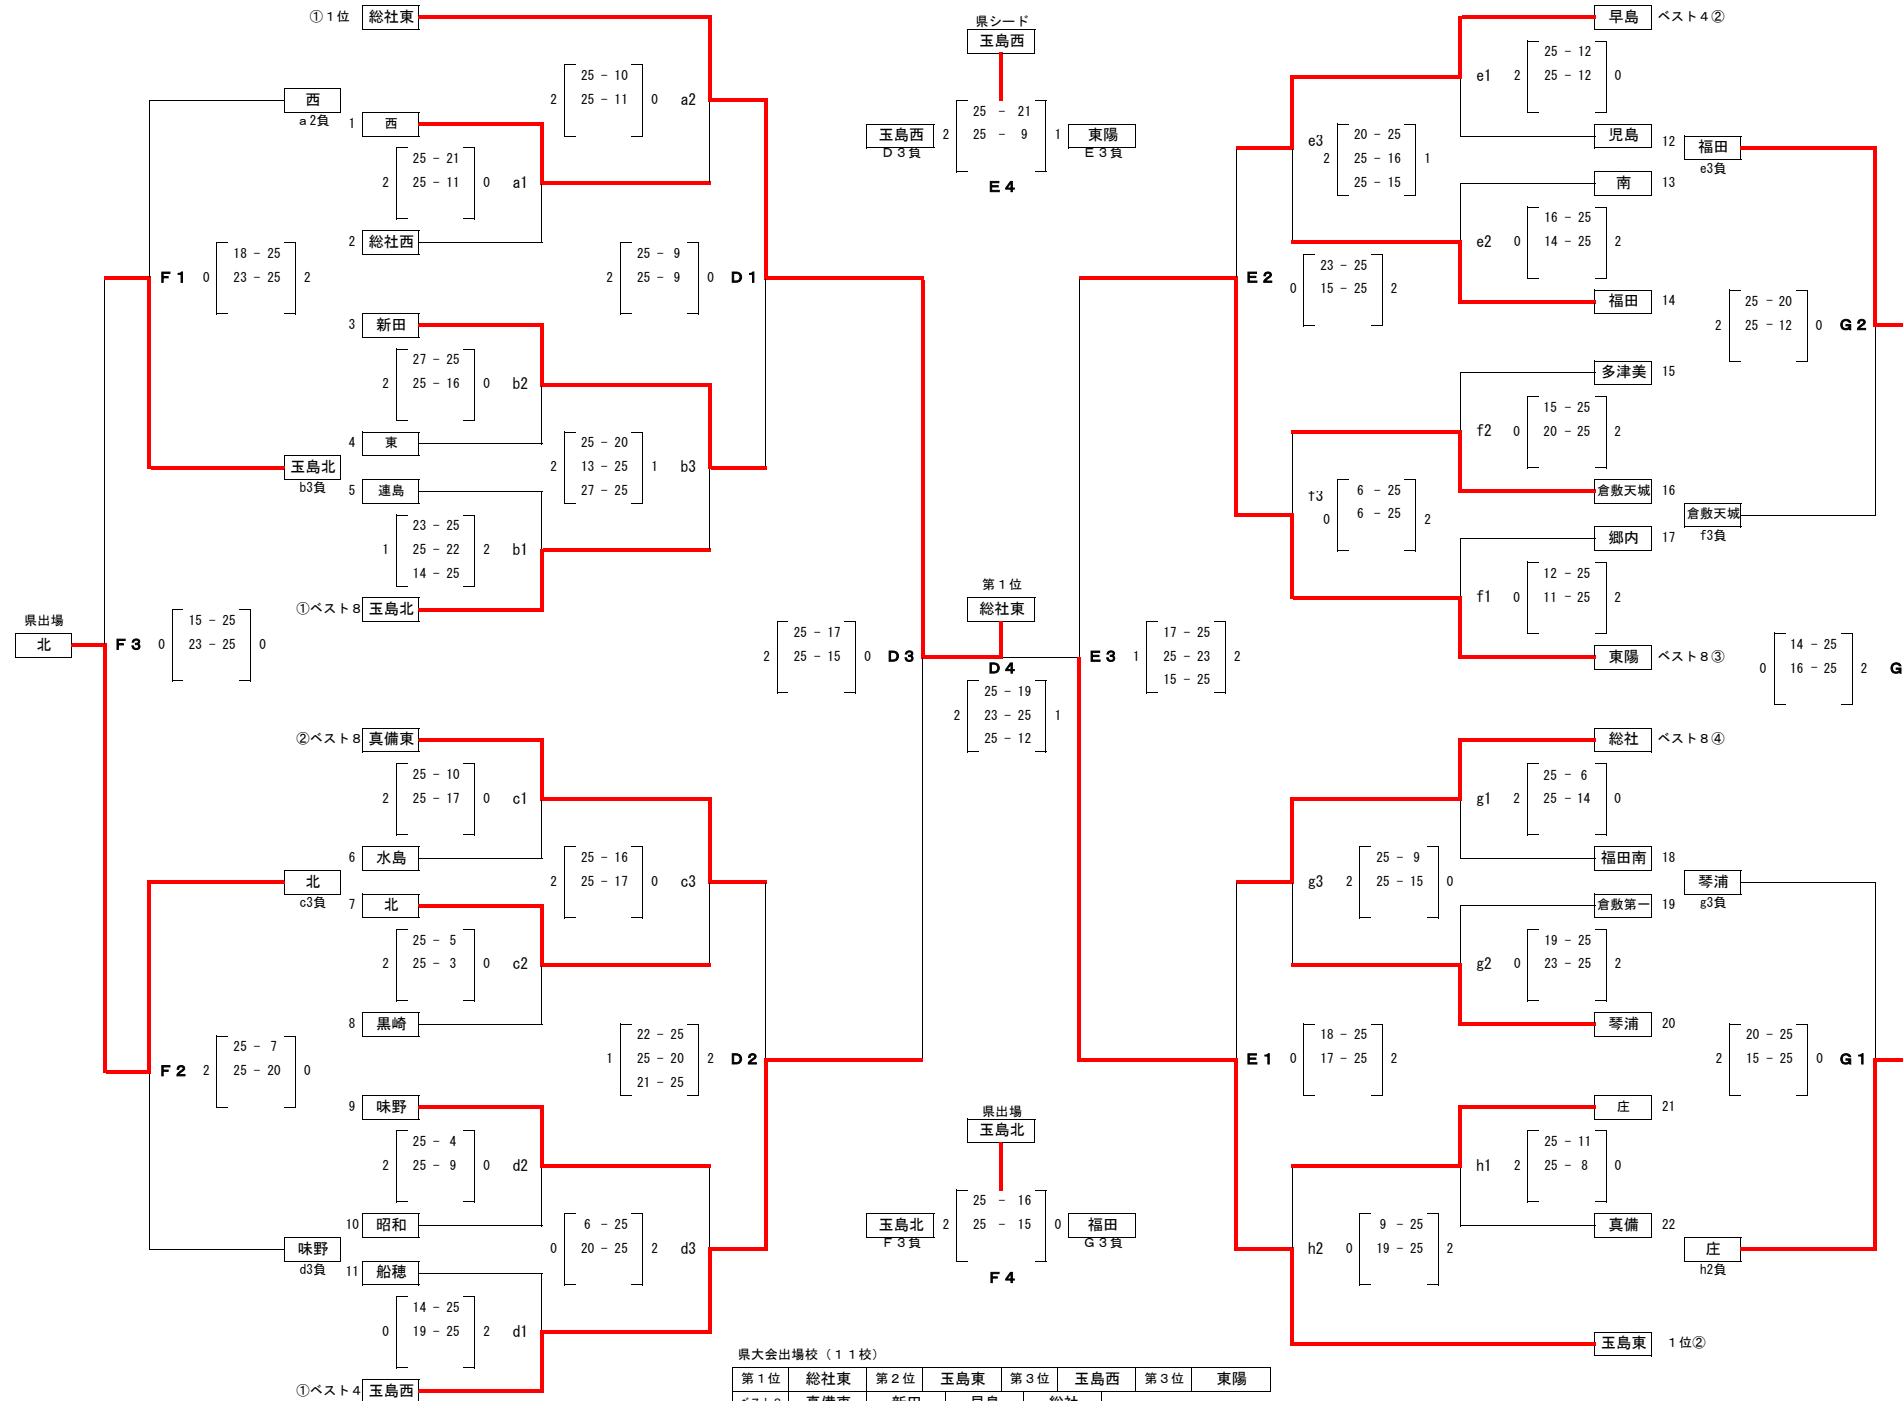 ①１位 総社東
西
a２負
1 西
2 総社西
3 新田
4 東
5 連島
①ベスト８ 玉島北
②ベスト８ 真備東
6 水島
7 北
8 黒崎
9 味野
10 昭和
11 船穂
①ベスト４ 玉島西
玉島北
b3負
北
c3負
味野
d3負
県出場
北
2 25 − 10 25 − 11 0 a2
2 25 − 21 25 − 11 0 a1
2 27 − 25 25 − 16 0 b2
2 25 − 20 13 − 25 27 − 25 1 b3
1 23 − 25 25 − 22 14 − 25 2 b1
2 25 − 10 25 − 17 0 c1
2 25 − 16 25 − 17 0 c3
2 25 − 5 25 − 3 0 c2
2 25 − 4 25 − 9 0 d2
0 6 − 25 20 − 25 2 d3
0 14 − 25 19 − 25 2 d1
Ｆ１ 0 18 − 25 23 − 25 2
Ｆ３ 0 15 − 25 23 − 25 0
Ｆ２ 2 25 − 7 25 − 20 0
2 25 − 9 25 − 9 0 Ｄ１
2 25 − 17 25 − 15 0 Ｄ３
1 22 − 25 25 − 20 21 − 25 2 Ｄ２
県シード
玉島西
玉島西 2 25 − 21 25 − 9 1 東陽
Ｄ３負 Ｅ３負
Ｅ４
第１位
総社東
Ｄ４
2 25 − 19 23 − 25 25 − 12 1
県出場
玉島北
玉島北 2 25 − 16 25 − 15 0 福田
Ｆ３負 Ｇ３負
Ｆ４
Ｅ２ 0 23 − 25 15 − 25 2
Ｅ３ 1 17 − 25 25 − 23 15 − 25 2
Ｅ１ 0 18 − 25 17 − 25 2
早島 ベスト４②
e1 2 25 − 12 25 − 12 0
児島 12
e3 2 20 − 25 25 − 16 25 − 15 1
南 13
e2 0 16 − 25 14 − 25 2
福田 14
多津美 15
f2 0 15 − 25 20 − 25 2
倉敷天城 16
f3 0 6 − 25 6 − 25 2
郷内 17
f1 0 12 − 25 11 − 25 2
東陽 ベスト８③
総社 ベスト８④
g1 2 25 − 6 25 − 14 0
福田南 18
g3 2 25 − 9 25 − 15 0
倉敷第一 19
g2 0 19 − 25 23 − 25 2
琴浦 20
庄 21
h1 2 25 − 11 25 − 8 0
真備 22
h2 0 9 − 25 19 − 25 2
玉島東 １位②
福田
e3負
2 25 − 20 25 − 12 0 Ｇ２
倉敷天城
f3負
0 14 − 25 16 − 25 2 Ｇ
琴浦
g3負
2 20 − 25 15 − 25 0 Ｇ１
庄
h2負
県大会出場校（１１校）
第１位 総社東 第２位 玉島東 第３位 玉島西 第３位 東陽
ベスト８ 真備東 新田 早島 総社